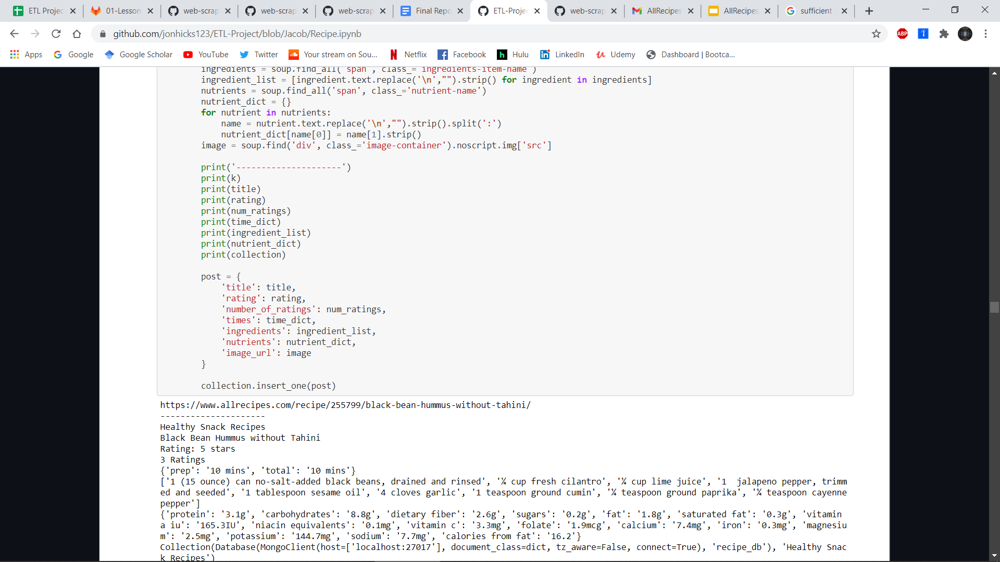 ETL Projec
01-Lesson
web-scrap
web-scrap
web-scrap
Final Repo
ETL-Projec
web-scrap
AllRecipes
AllRecipes
sufficient
github.com/jonhicks123/ETL-Project/blob/Jacob/Recipe.ipynb
ABP
Apps
Google
Google Scholar
YouTube
Twitter
Your stream on Sou...
Netflix
Facebook
Hulu
LinkedIn
Udemy
Dashboard | Bootca...
ingredients = soup.find_all('span', class_='ingredients-item-name')
ingredient_list = [ingredient.text.replace('\n',"").strip() for ingredient in ingredients]
nutrients = soup.find_all('span', class_='nutrient-name')
nutrient_dict = {}
for nutrient in nutrients:
    name = nutrient.text.replace('\n',"").strip().split(':')
    nutrient_dict[name[0]] = name[1].strip()
image = soup.find('div', class_='image-container').noscript.img['src']
print('---------------------')
print(k)
print(title)
print(rating)
print(num_ratings)
print(time_dict)
print(ingredient_list)
print(nutrient_dict)
print(collection)
post = {
    'title': title,
    'rating': rating,
    'number_of_ratings': num_ratings,
    'times': time_dict,
    'ingredients': ingredient_list,
    'nutrients': nutrient_dict,
    'image_url': image
}
collection.insert_one(post)
https://www.allrecipes.com/recipe/255799/black-bean-hummus-without-tahini/
---------------------
Healthy Snack Recipes
Black Bean Hummus without Tahini
Rating: 5 stars
3 Ratings
{'prep': '10 mins', 'total': '10 mins'}
['1 (15 ounce) can no-salt-added black beans, drained and rinsed', '¼ cup fresh cilantro', '¼ cup lime juice', '1  jalapeno pepper, trimm
ed and seeded', '1 tablespoon sesame oil', '4 cloves garlic', '1 teaspoon ground cumin', '¼ teaspoon ground paprika', '¼ teaspoon cayenne
pepper']
{'protein': '3.1g', 'carbohydrates': '8.8g', 'dietary fiber': '2.6g', 'sugars': '0.2g', 'fat': '1.8g', 'saturated fat': '0.3g', 'vitamin
a iu': '165.3IU', 'niacin equivalents': '0.1mg', 'vitamin c': '3.3mg', 'folate': '1.9mcg', 'calcium': '7.4mg', 'iron': '0.3mg', 'magnesiu
m': '2.5mg', 'potassium': '144.7mg', 'sodium': '7.7mg', 'calories from fat': '16.2'}
Collection(Database(MongoClient(host=['localhost:27017'], document_class=dict, tz_aware=False, connect=True), 'recipe_db'), 'Healthy Snac
k Recipes')